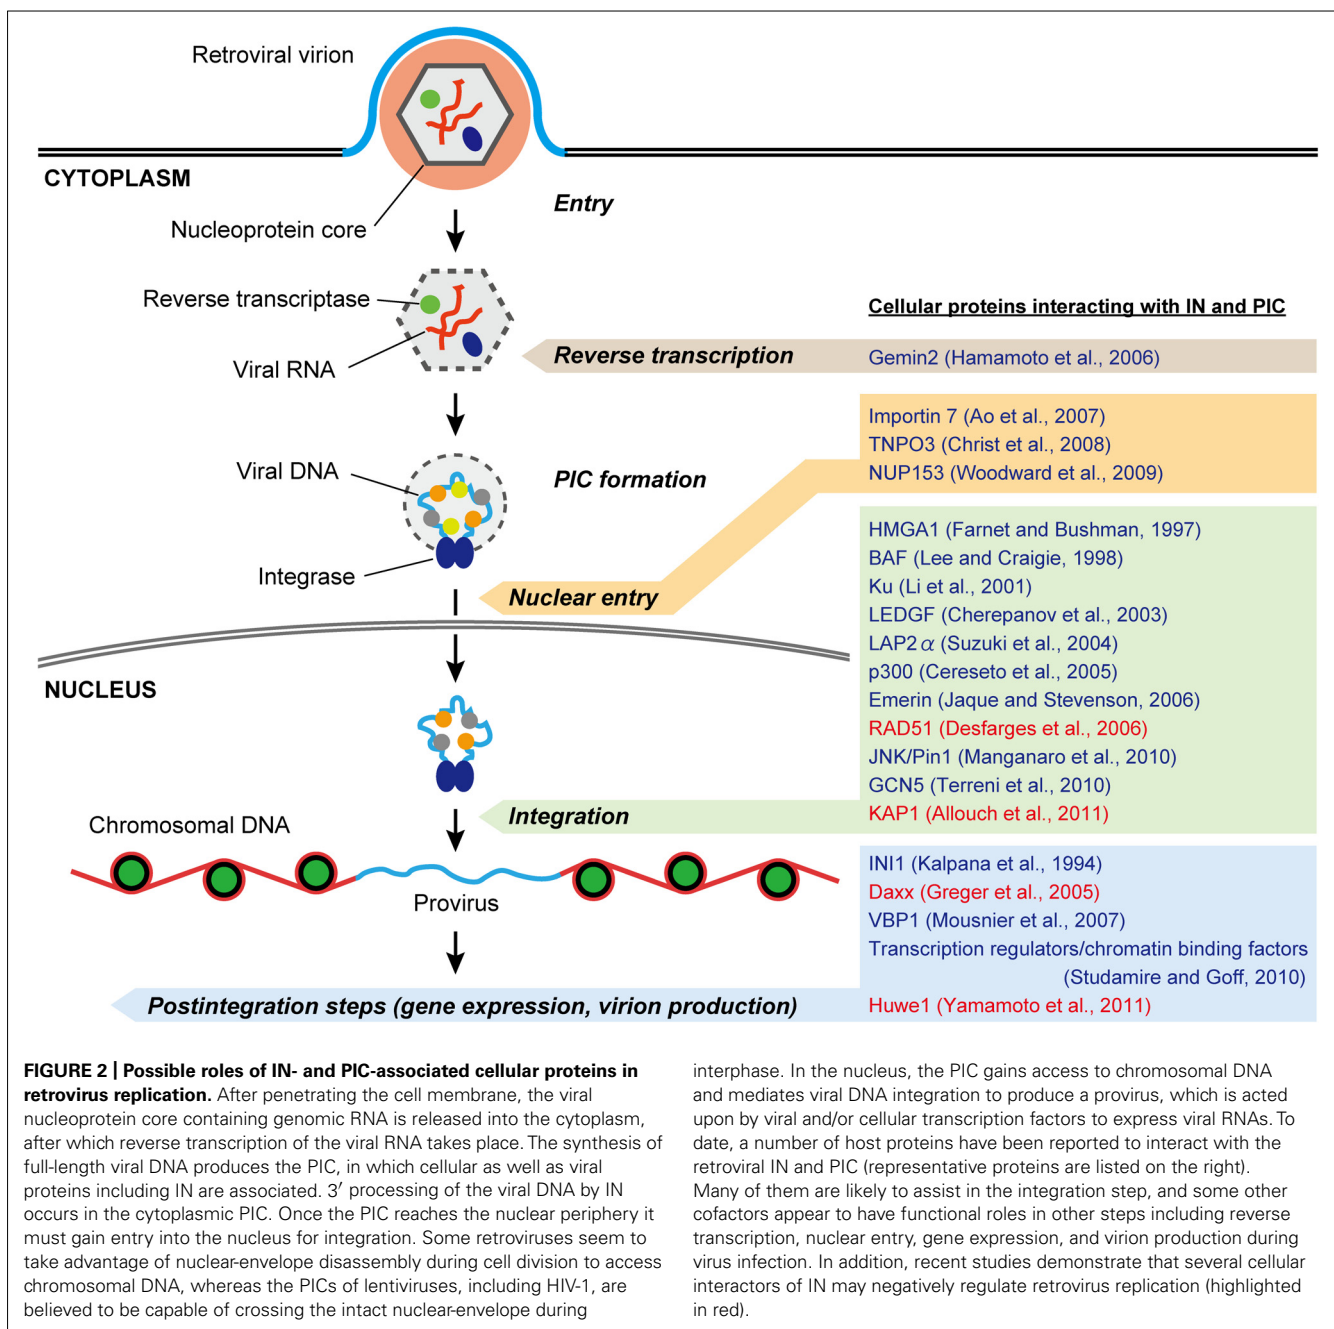 Retroviral virion
CYTOPLASM
Nucleoprotein core
Entry
Reverse transcriptase
Viral RNA
Cellular proteins interacting with IN and PIC
Reverse transcription
Gemin2 (Hamamoto et al., 2006)
Importin 7 (Ao et al., 2007)
TNPO3 (Christ et al., 2008)
NUP153 (Woodward et al., 2009)
Viral DNA
PIC formation
Integrase
Nuclear entry
HMGA1 (Farnet and Bushman, 1997)
BAF (Lee and Craigie, 1998)
Ku (Li et al., 2001)
LEDGF (Cherepanov et al., 2003)
LAP2α (Suzuki et al., 2004)
p300 (Cereseto et al., 2005)
Emerin (Jaque and Stevenson, 2006)
RAD51 (Desfarges et al., 2006)
JNK/Pin1 (Manganaro et al., 2010)
GCN5 (Terreni et al., 2010)
KAP1 (Allouch et al., 2011)
NUCLEUS
Integration
Chromosomal DNA
Provirus
INI1 (Kalpana et al., 1994)
Daxx (Greger et al., 2005)
VBP1 (Mousnier et al., 2007)
Transcription regulators/chromatin binding factors
(Studamire and Goff, 2010)
Huwe1 (Yamamoto et al., 2011)
Postintegration steps (gene expression, virion production)
FIGURE 2 | Possible roles of IN- and PIC-associated cellular proteins in
retrovirus replication. After penetrating the cell membrane, the viral
nucleoprotein core containing genomic RNA is released into the cytoplasm,
after which reverse transcription of the viral RNA takes place. The synthesis of
full-length viral DNA produces the PIC, in which cellular as well as viral
proteins including IN are associated. 3′ processing of the viral DNA by IN
occurs in the cytoplasmic PIC. Once the PIC reaches the nuclear periphery it
must gain entry into the nucleus for integration. Some retroviruses seem to
take advantage of nuclear-envelope disassembly during cell division to access
chromosomal DNA, whereas the PICs of lentiviruses, including HIV-1, are
believed to be capable of crossing the intact nuclear-envelope during
interphase. In the nucleus, the PIC gains access to chromosomal DNA
and mediates viral DNA integration to produce a provirus, which is acted
upon by viral and/or cellular transcription factors to express viral RNAs. To
date, a number of host proteins have been reported to interact with the
retroviral IN and PIC (representative proteins are listed on the right).
Many of them are likely to assist in the integration step, and some other
cofactors appear to have functional roles in other steps including reverse
transcription, nuclear entry, gene expression, and virion production during
virus infection. In addition, recent studies demonstrate that several cellular
interactors of IN may negatively regulate retrovirus replication (highlighted
in red).